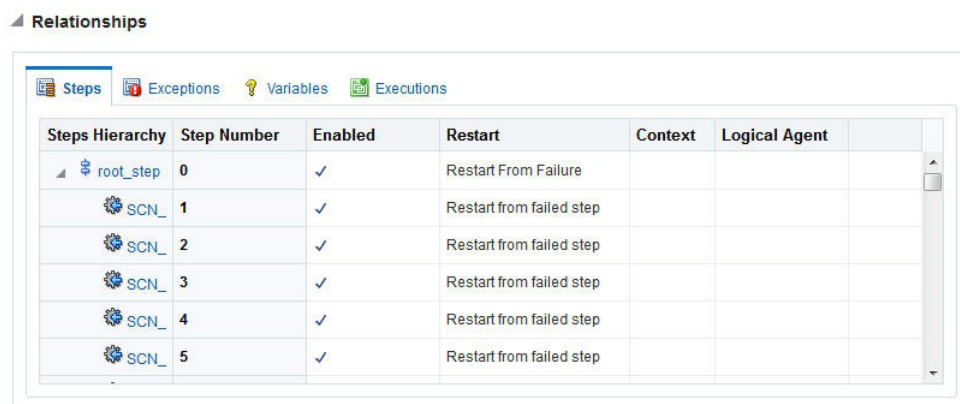 Relationships
Steps Exceptions Variables Executions
Steps Hierarchy Step Number Enabled Restart Context Logical Agent
root_step 0 Restart From Failure
SCN_ 1 Restart from failed step
SCN_ 2 Restart from failed step
SCN_ 3 Restart from failed step
SCN_ 4 Restart from failed step
SCN_ 5 Restart from failed step